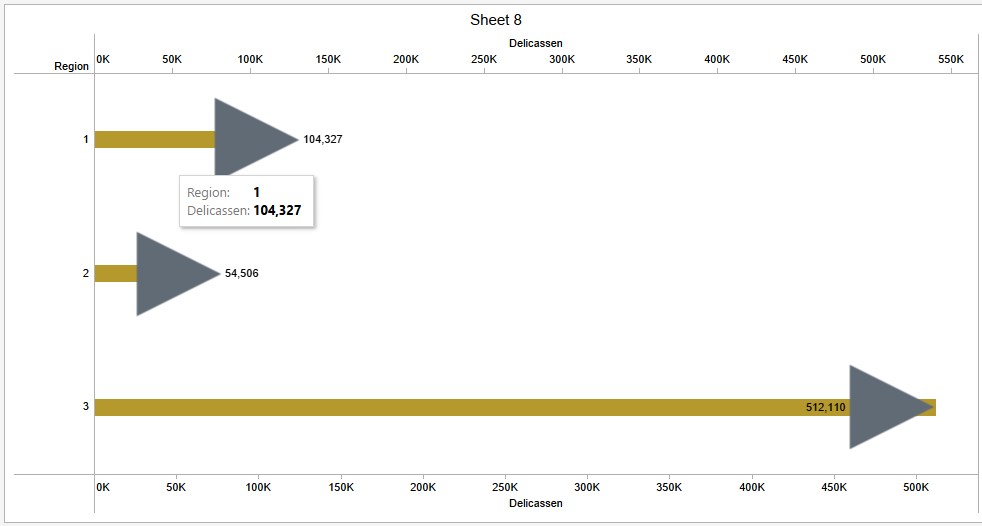 Sheet 8
Delicassen
0K 50K 100K 150K 200K 250K 300K 350K 400K 450K 500K 550K
Region
1 104,327
Region: 1
Delicassen: 104,327
2 54,506
3 512,110
0K 50K 100K 150K 200K 250K 300K 350K 400K 450K 500K
Delicassen